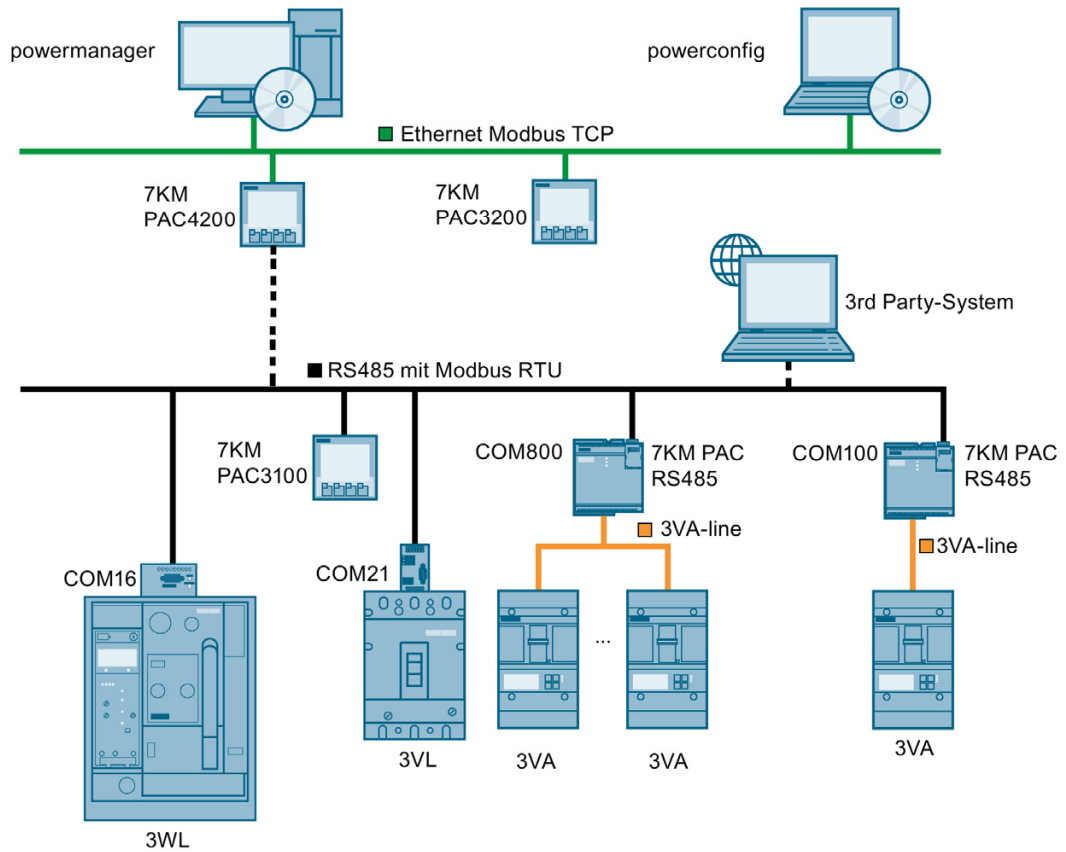 powermanager
powerconfig
Ethernet Modbus TCP
7KM
PAC4200
7KM
PAC3200
3rd Party-System
RS485 mit Modbus RTU
7KM
PAC3100
COM800
7KM PAC
RS485
COM100
7KM PAC
RS485
3VA-line
3VA-line
COM16
COM21
...
3VL
3VA
3VA
3VA
3WL